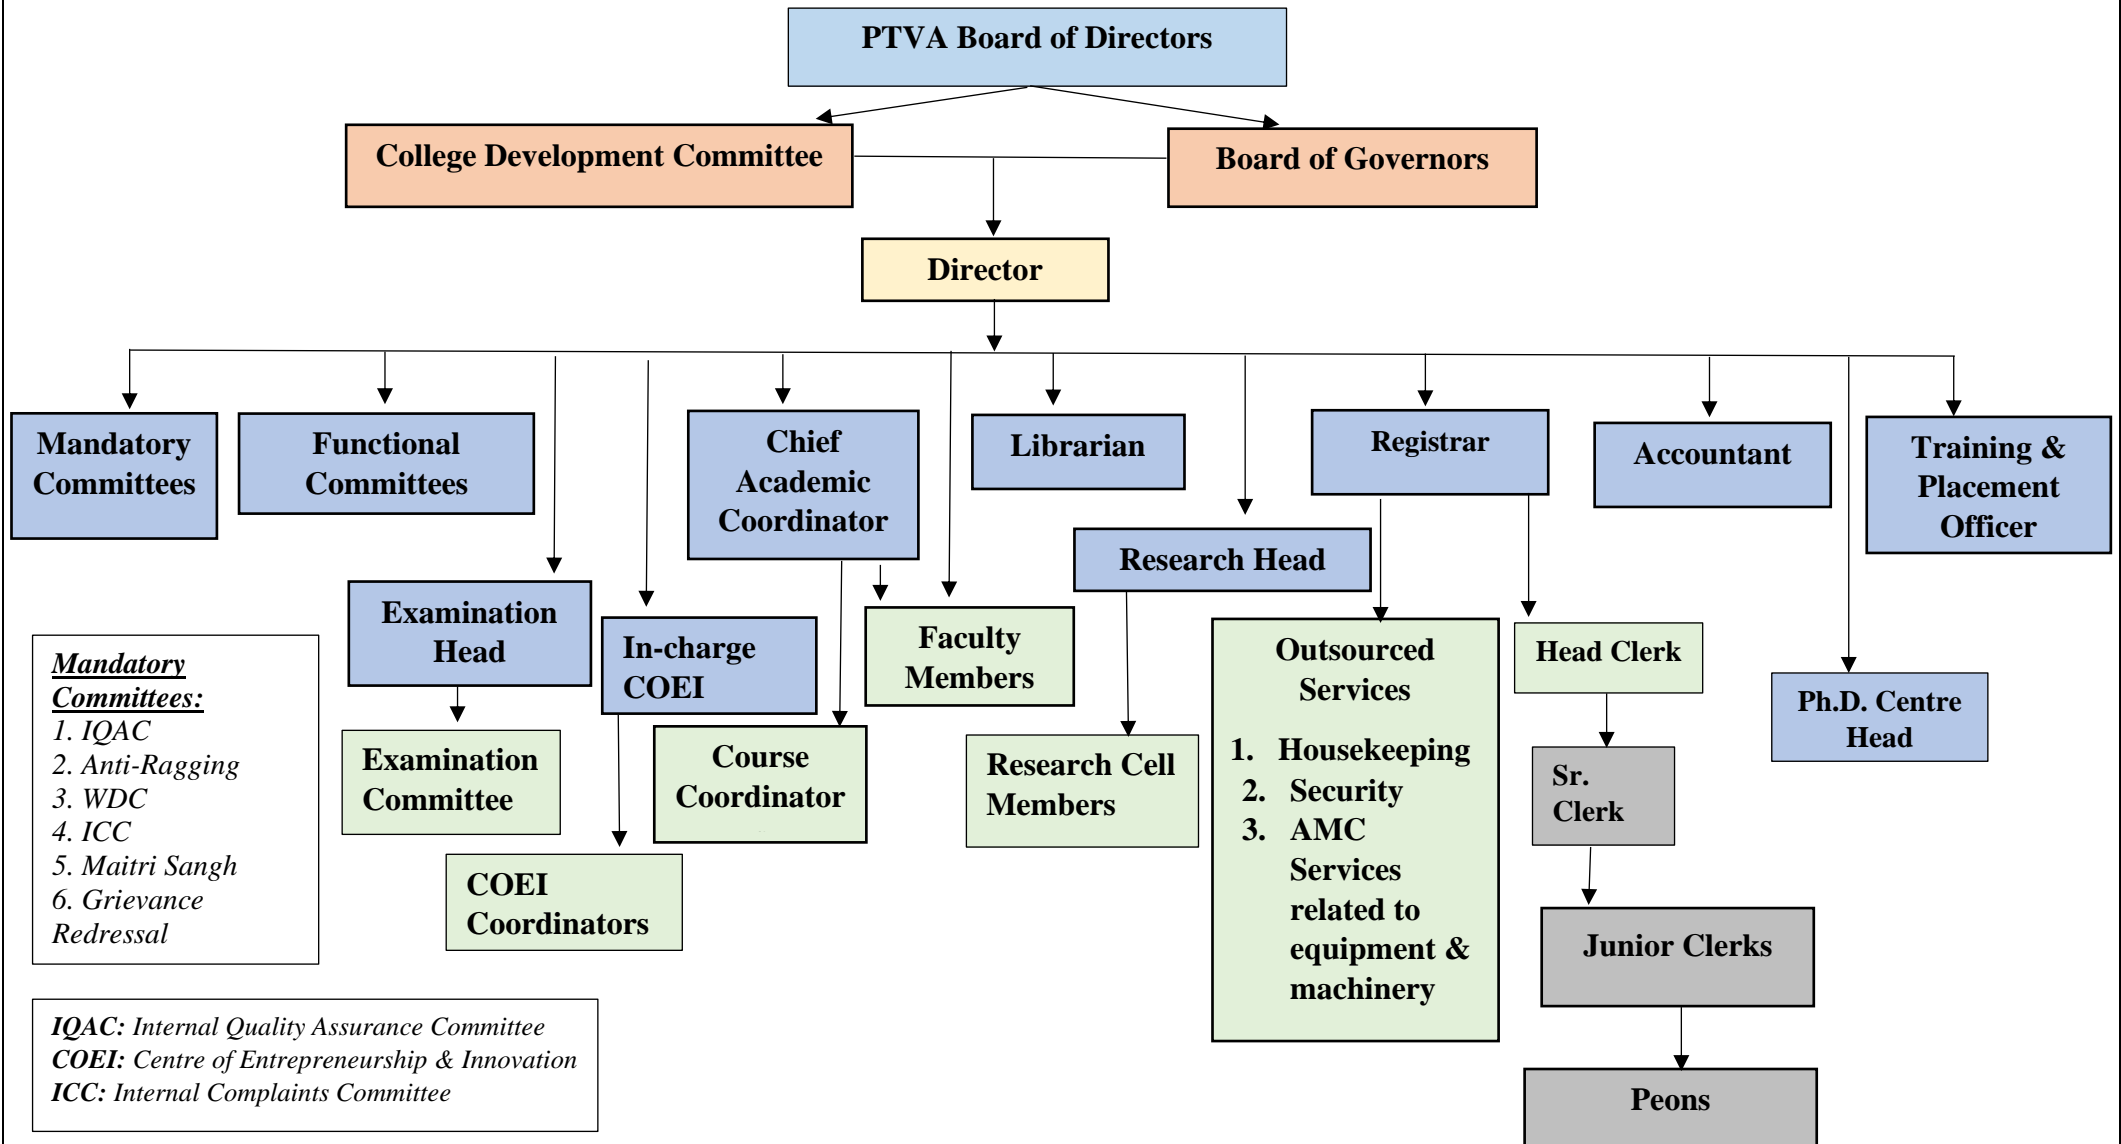 PTVA Board of Directors
College Development Committee
Board of Governors
Director
Mandatory
Committees
Functional
Committees
Chief
Academic
Coordinator
Librarian
Registrar
Accountant
Training &
Placement
Officer
Research Head
Examination
Head
In-charge
COEI
Faculty
Members
Outsourced
Services
1. Housekeeping
2. Security
3. AMC
Services
related to
equipment &
machinery
Head Clerk
Ph.D. Centre
Head
Examination
Committee
Course
Coordinator
Research Cell
Members
Sr.
Clerk
COEI
Coordinators
Junior Clerks
Peons
Mandatory
Committees:
1. IQAC
2. Anti-Ragging
3. WDC
4. ICC
5. Maitri Sangh
6. Grievance
Redressal
IQAC: Internal Quality Assurance Committee
COEI: Centre of Entrepreneurship & Innovation
ICC: Internal Complaints Committee